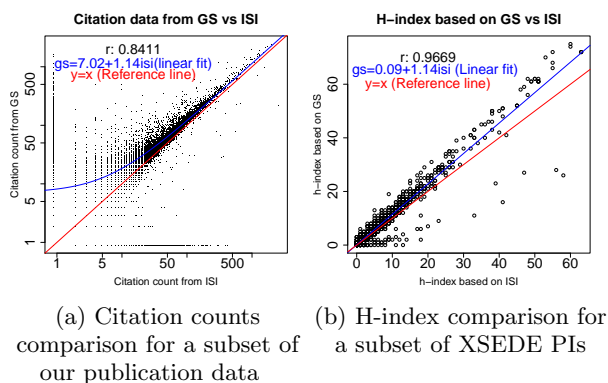 Citation data from GS vs ISI
r: 0.8411
gs=7.02+1.14isi(linear fit)
y=x (Reference line)
Citation count from GS
500
50
5
1
1
5
50
500
Citation count from ISI
(a) Citation counts
comparison for a subset of
our publication data
H-index based on GS vs ISI
r: 0.9669
gs=0.09+1.14isi (Linear fit)
y=x (Reference line)
h-index based on GS
60
40
20
0
0
10
20
30
40
50
60
h-index based on ISI
(b) H-index comparison for
a subset of XSEDE PIs